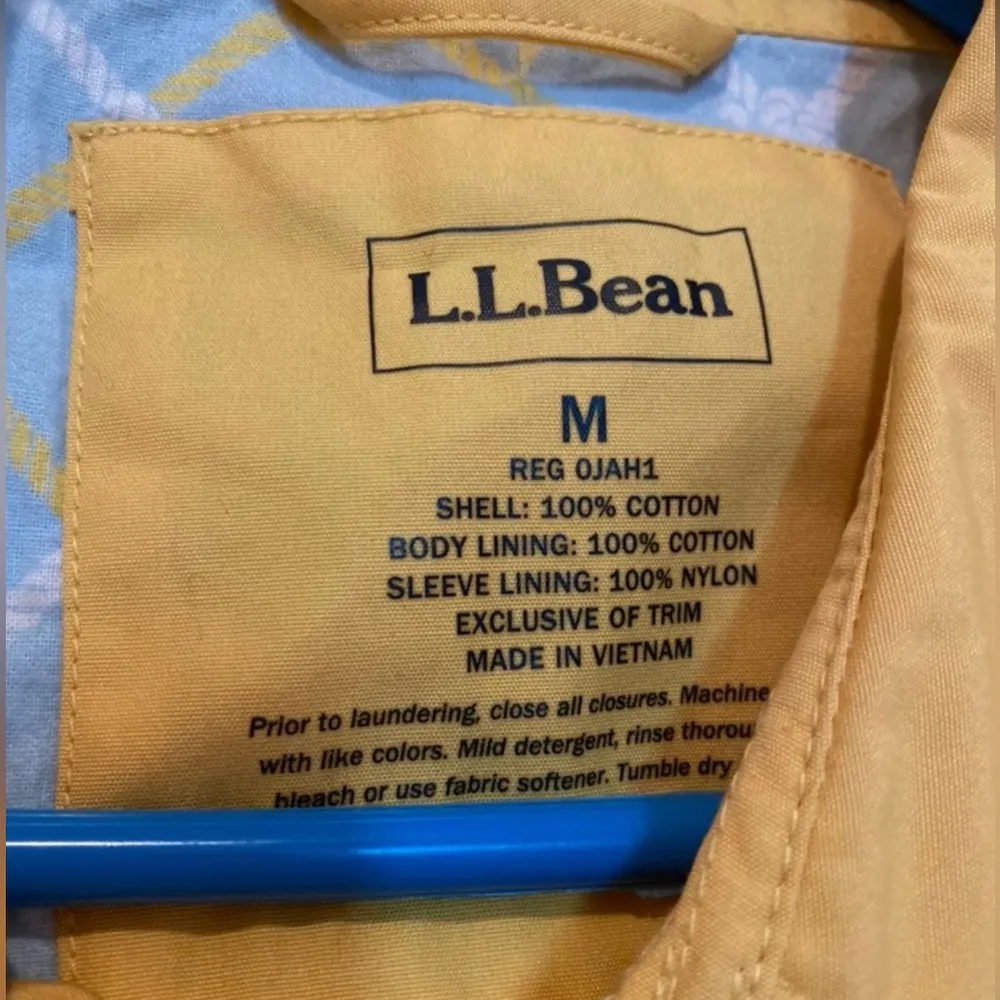 L.L.Bean
M
REG 0JAH1
SHELL: 100% COTTON
BODY LINING: 100% COTTON
SLEEVE LINING: 100% NYLON
EXCLUSIVE OF TRIM
MADE IN VIETNAM
Prior to laundering, close all closures. Machine
with like colors. Mild detergent, rinse
bleach or use fabric softener. Tumble dry